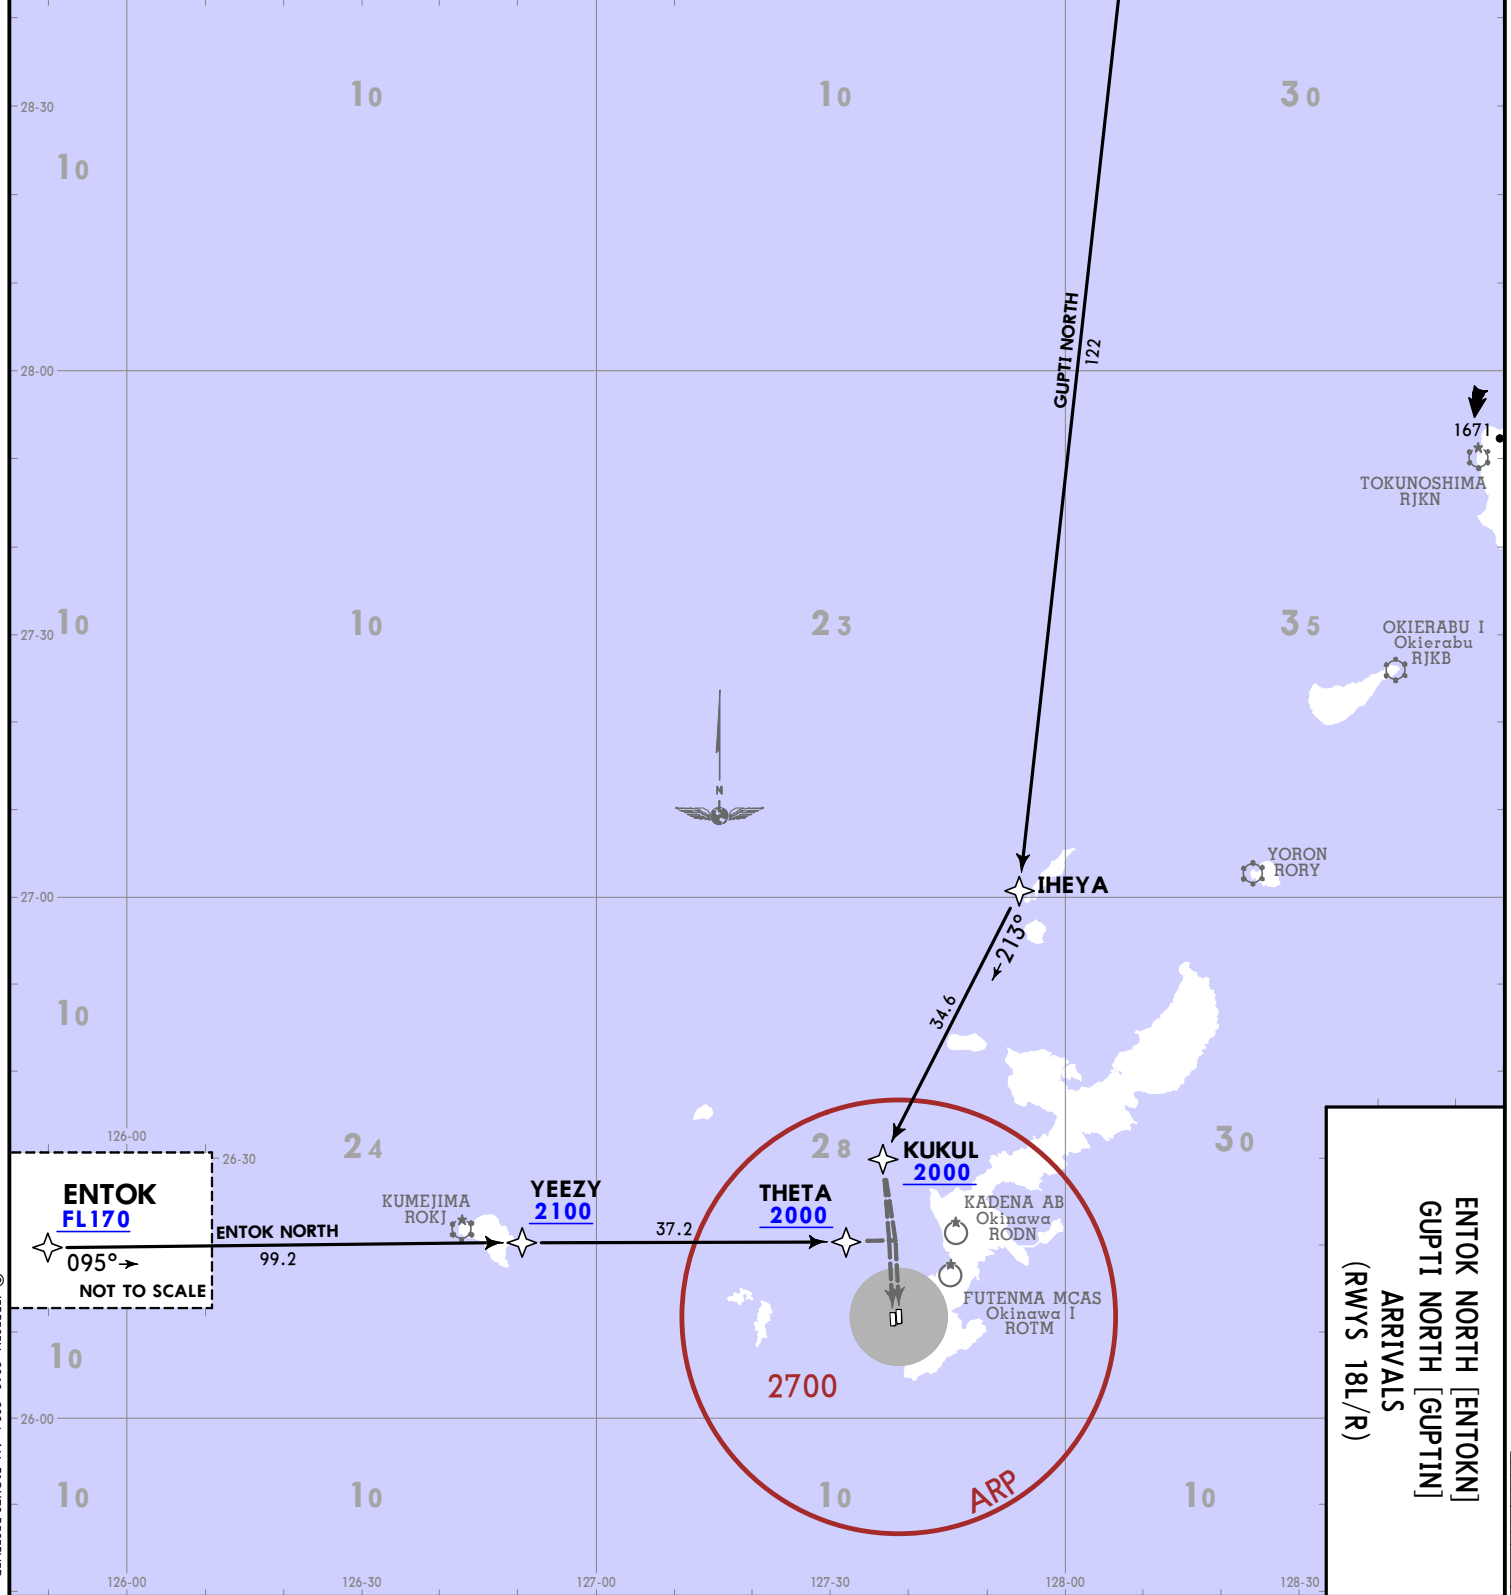 10
10
30
28-30
10
GUPTI NORTH
122
28-00
1671
TOKUNOSHIMA
RJKN
10
10
23
35
27-30
OKIERABU I
Okierabu
RJKB
N
YORON
RORY
IHEYA
27-00
213°
34.6
10
126-00
24
28
30
26-30
KUKUL
2000
ENTOK
FL170
095°
NOT TO SCALE
ENTOK NORTH
99.2
KUMEJIMA
ROKJ
YEEZY
2100
37.2
THETA
2000
KADENA AB
Okinawa
RODN
FUTENMA MCAS
Okinawa I
ROTM
10
2700
26-00
ARP
10
10
10
10
126-00
126-30
127-00
127-30
128-00
128-30
ENTOK NORTH [ENTOKN]
GUPTI NORTH [GUPTIN]
ARRIVALS
(RWYS 18L/R)